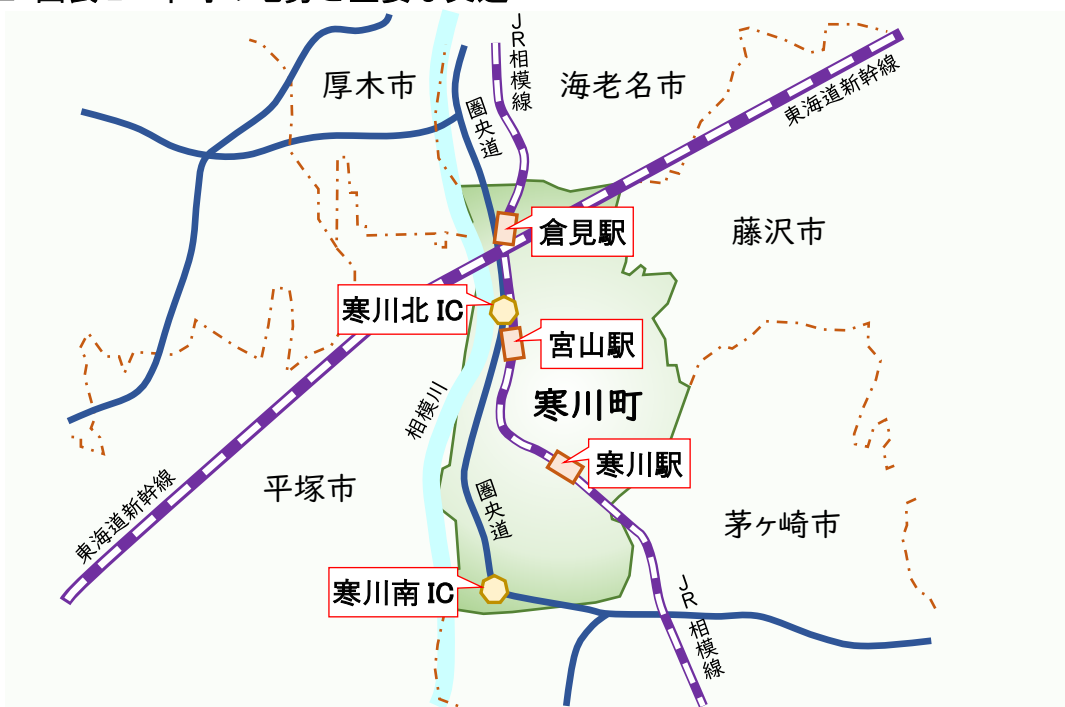 JR相模線
厚木市
海老名市
東海道新幹線
圏央道
藤沢市
倉見駅
寒川北 IC
宮山駅
寒川町
相模川
寒川駅
平塚市
圏央道
東海道新幹線
茅ヶ崎市
寒川南 IC
JR相模線